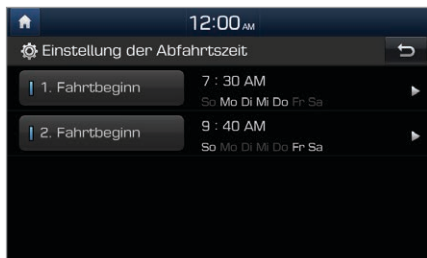 12:00 AM
Einstellung der Abfahrtszeit
1. Fahrtbeginn
7 : 30 AM
So Mo Di Mi Do Fr Sa
2. Fahrtbeginn
9 : 40 AM
So Mo Di Mi Do Fr Sa